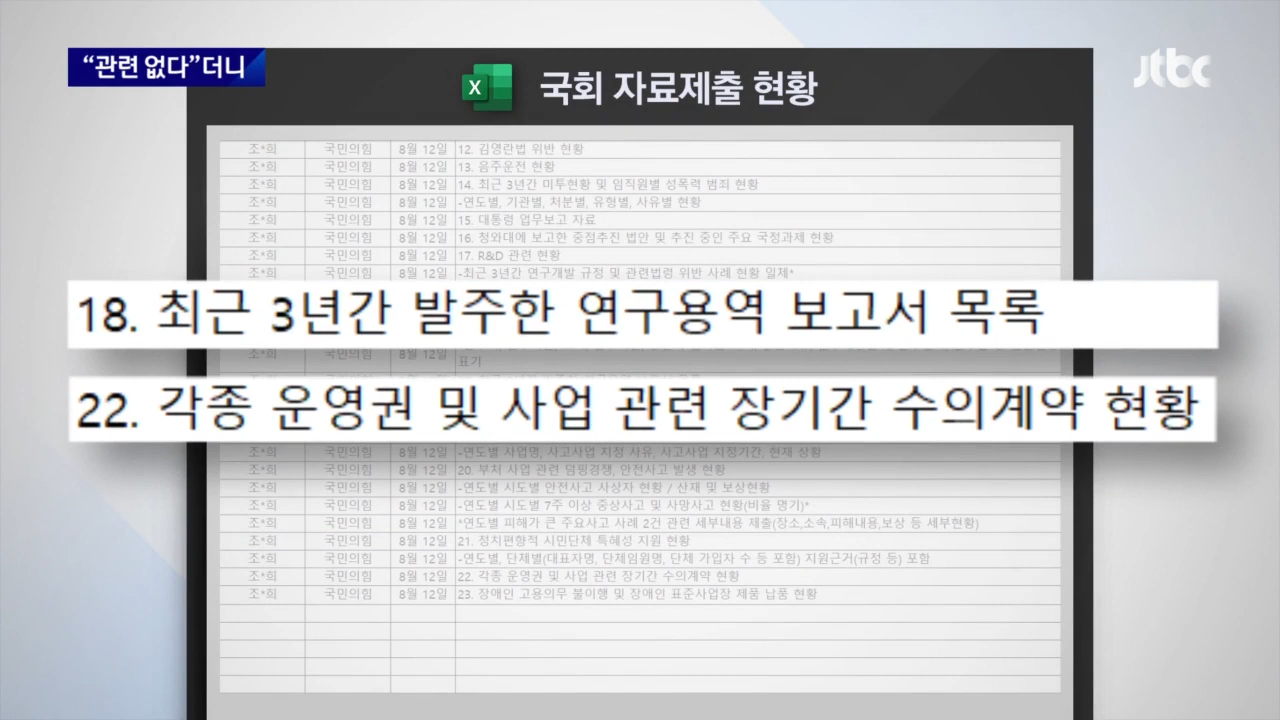 “관련 없다”더니
jtbc
X 국회 자료제출 현황
조*희 국민의힘 8월 12일 12. 김영란법 위반 현황
조*희 국민의힘 8월 12일 13. 음주운전 현황
조*희 국민의힘 8월 12일 14. 최근 3년간 미투현황 및 임직원별 성폭력 범죄 현황
조*희 국민의힘 8월 12일 -연도별, 기관별, 처분별, 유형별, 사유별 현황
조*희 국민의힘 8월 12일 15. 대통령 업무보고 자료
조*희 국민의힘 8월 12일 16. 청와대에 보고한 중점추진 법안 및 추진 중인 주요 국정과제 현황
조*희 국민의힘 8월 12일 17. R&D 관련 현황
조*희 국민의힘 8월 12일 -최근 3년간 연구개발 규정 및 관련법령 위반 사례 현황 일체*
18. 최근 3년간 발주한 연구용역 보고서 목록
조*희 국민의힘 8월 12일
표기
22. 각종 운영권 및 사업 관련 장기간 수의계약 현황
조*희 국민의힘 8월 12일 -연도별 사업명, 사고사업 지정 사유, 사고사업 지정기간, 현재 상황
조*희 국민의힘 8월 12일 20. 부처 사업 관련 덤핑경쟁, 안전사고 발생 현황
조*희 국민의힘 8월 12일 -연도별 시도별 안전사고 사상자 현황 / 산재 및 보상현황
조*희 국민의힘 8월 12일 -연도별 시도별 7주 이상 중상사고 및 사망사고 현황(비율 명기)*
조*희 국민의힘 8월 12일 *연도별 피해가 큰 주요사고 사례 2건 관련 세부내용 제출(장소,소속,피해내용,보상 등 세부현황)
조*희 국민의힘 8월 12일 21. 정치편향적 시민단체 특혜성 지원 현황
조*희 국민의힘 8월 12일 -연도별, 단체별(대표자명, 단체임원명, 단체 가입자 수 등 포함) 지원근거(규정 등) 포함
조*희 국민의힘 8월 12일 22. 각종 운영권 및 사업 관련 장기간 수의계약 현황
조*희 국민의힘 8월 12일 23. 장애인 고용의무 불이행 및 장애인 표준사업장 제품 납품 현황